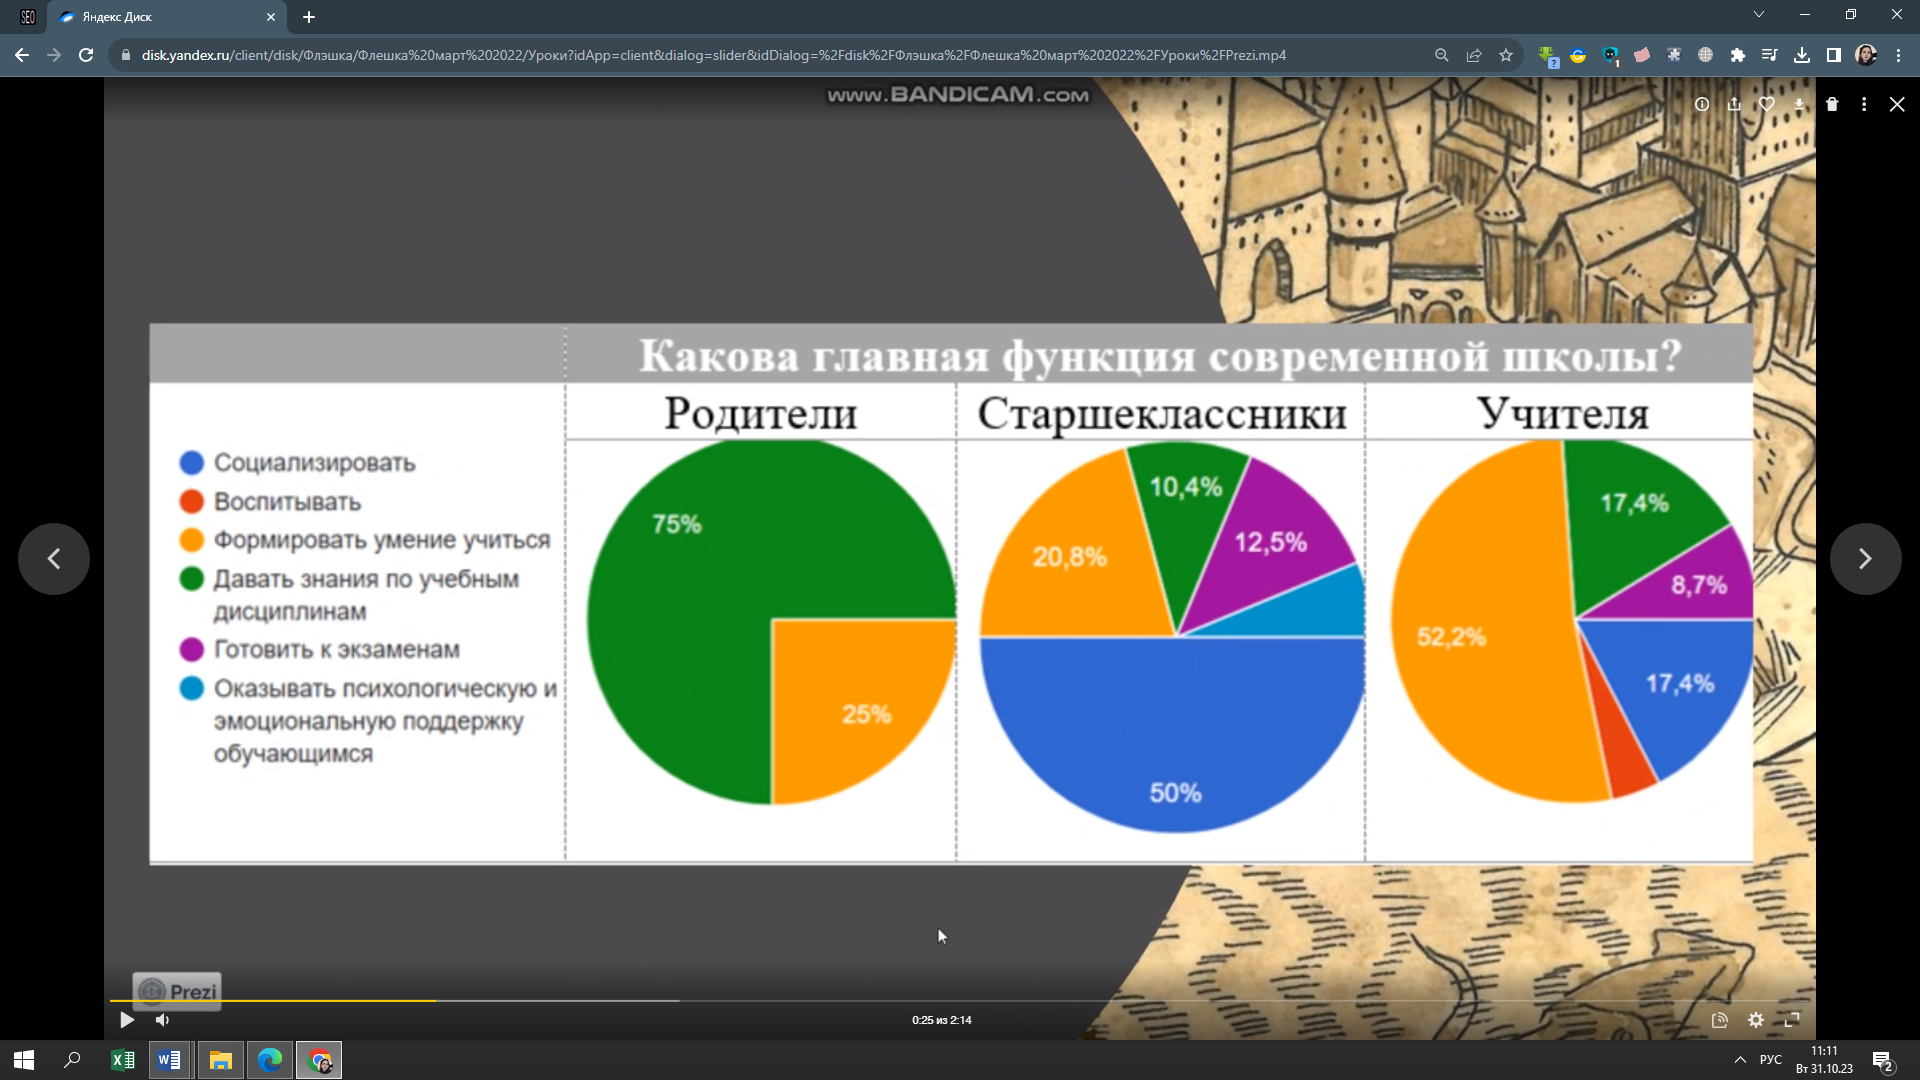 SEO
Яндекс Диск
disk.yandex.ru/client/disk/Флэшка/Флешка%20март%202022/Уроки?idApp=client&dialog=slider&idDialog=%2Fdisk%2FФлэшка%2FФлешка%20март%202022%2FУроки%2FPrezi.mp4
?
1
www.BANDICAM.com
Какова главная функция современной школы?
Родители
Старшеклассники
Учителя
Социализировать
Воспитывать
Формировать умение учиться
Давать знания по учебным
дисциплинам
Готовить к экзаменам
Оказывать психологическую и
эмоциональную поддержку
обучающимся
75%
25%
10,4%
12,5%
20,8%
50%
17,4%
8,7%
52,2%
17,4%
Prezi
0:25 из 2:14
РУС
11:11
Вт 31.10.23
2